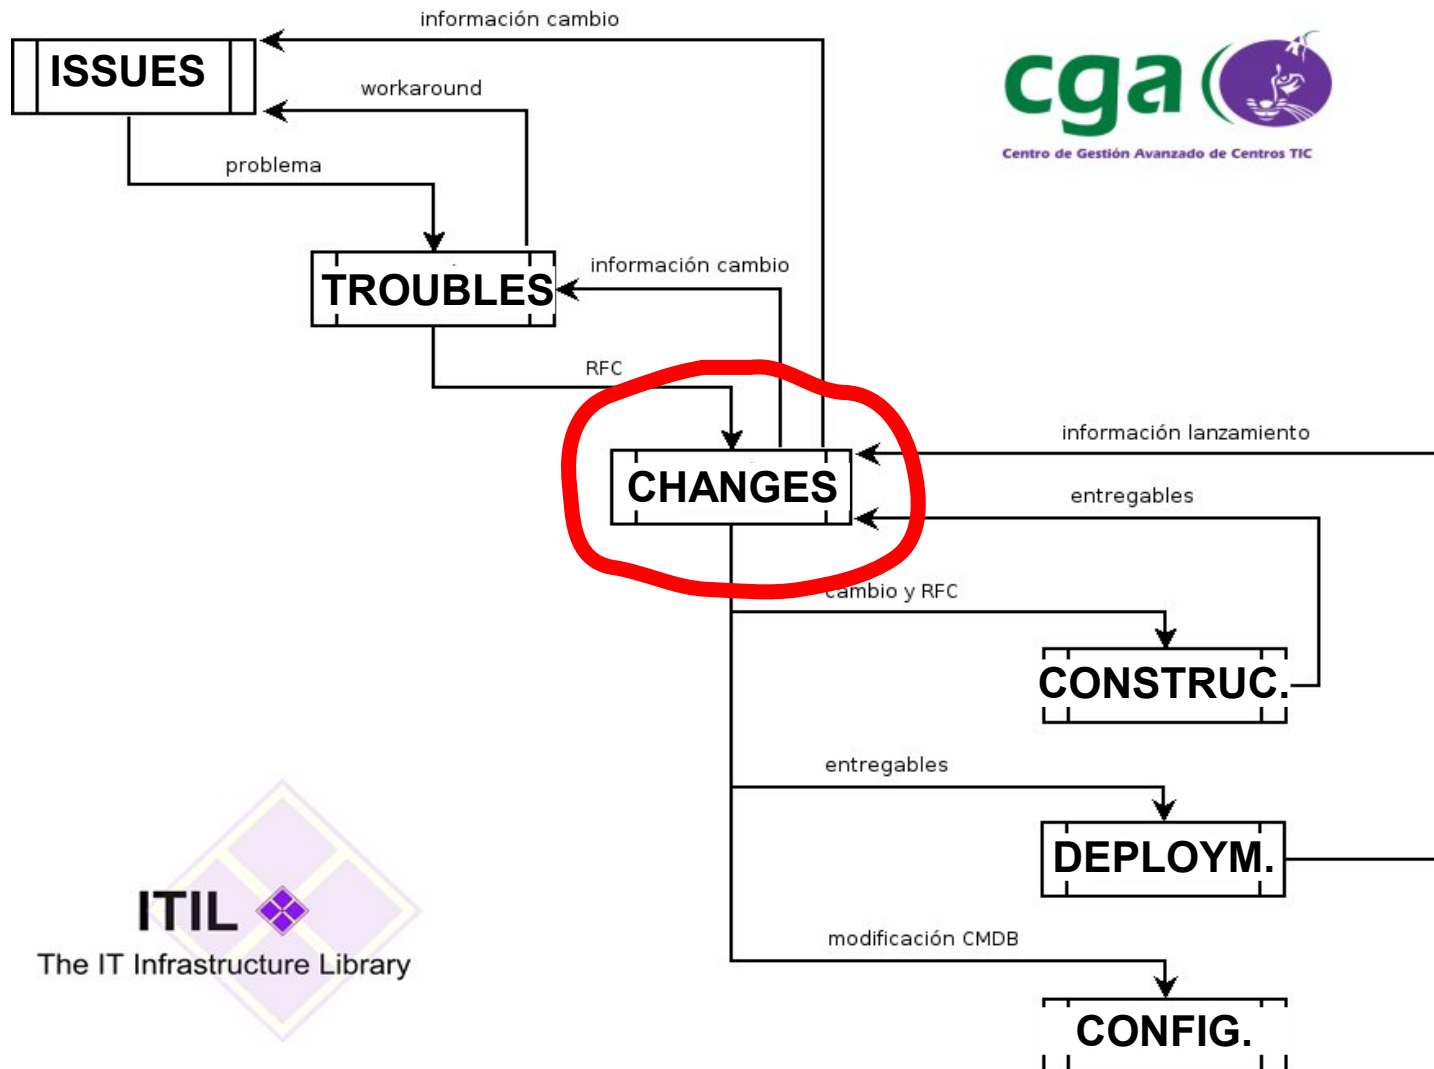 información cambio
ISSUES
workaround
problema
cga
Centro de Gestión Avanzado de Centros TIC
TROUBLES
información cambio
RFC
CHANGES
información lanzamiento
entregables
cambio y RFC
CONSTRUC.
entregables
DEPLOYM.
modificación CMDB
CONFIG.
ITIL
The IT Infrastructure Library